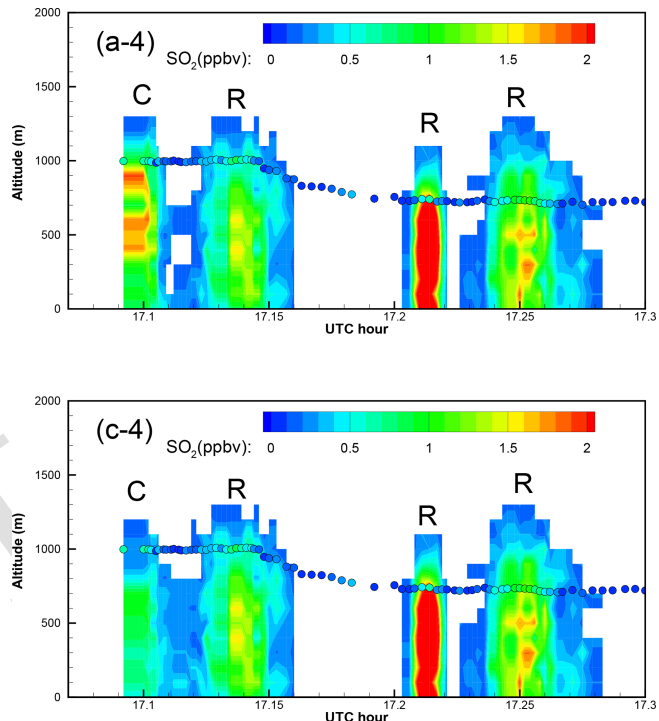 2000
(a-4)
SO2(ppbv): 0 0.5 1 1.5 2
1500
C R R R
Altitude (m)
1000
500
0
17.1 17.15 17.2 17.25 17.3
UTC hour
2000
(c-4)
SO2(ppbv): 0 0.5 1 1.5 2
1500
C R R R
Altitude (m)
1000
500
0
17.1 17.15 17.2 17.25 17.3
UTC hour